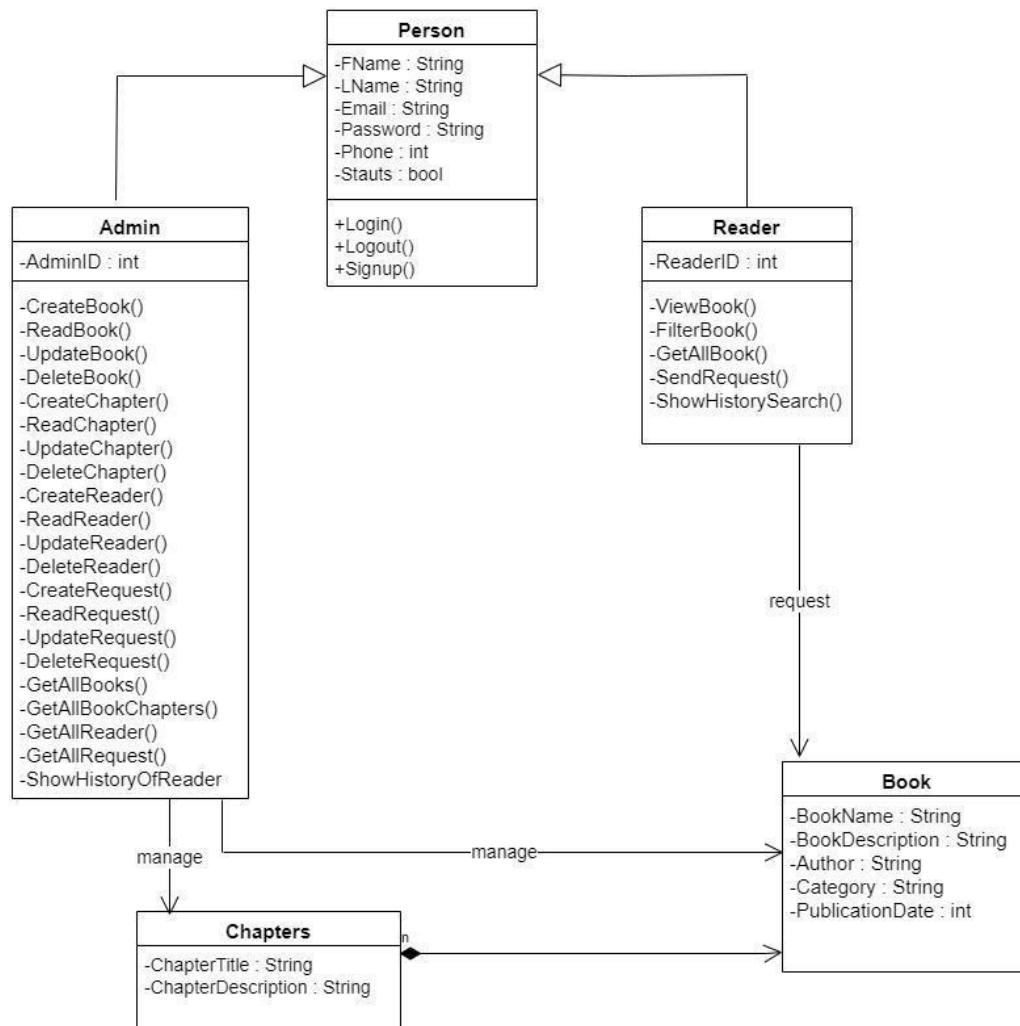 Person
-FName : String
-LName : String
-Email : String
-Password : String
-Phone : int
-Stauts : bool
+Login()
+Logout()
+Signup()
Admin
-AdminID : int
-CreateBook()
-ReadBook()
-UpdateBook()
-DeleteBook()
-CreateChapter()
-ReadChapter()
-UpdateChapter()
-DeleteChapter()
-CreateReader()
-ReadReader()
-UpdateReader()
-DeleteReader()
-CreateRequest()
-ReadRequest()
-UpdateRequest()
-DeleteRequest()
-GetAllBooks()
-GetAllBookChapters()
-GetAllReader()
-GetAllRequest()
-ShowHistoryOfReader
Reader
-ReaderID : int
-ViewBook()
-FilterBook()
-GetAllBook()
-SendRequest()
-ShowHistorySearch()
request
manage
manage
Book
-BookName : String
-BookDescription : String
-Author : String
-Category : String
-PublicationDate : int
Chapters
-ChapterTitle : String
-ChapterDescription : String
n